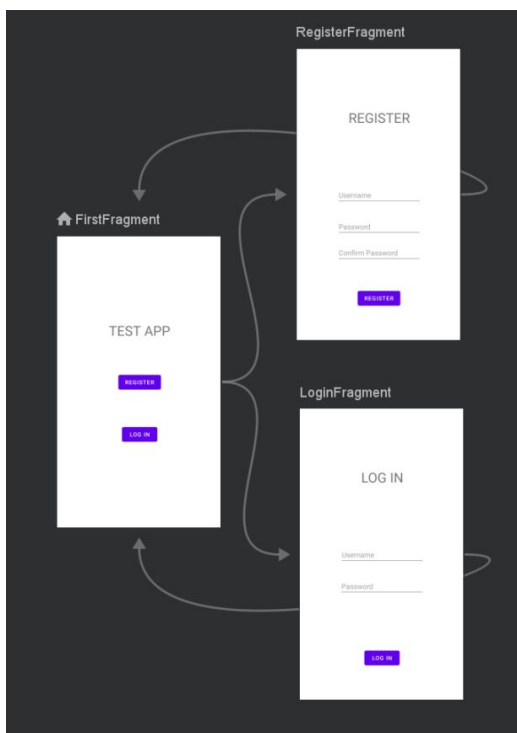 RegisterFragment
REGISTER
Username
Password
Confirm Password
REGISTER
FirstFragment
TEST APP
REGISTER
LOG IN
LoginFragment
LOG IN
Username
Password
LOG IN